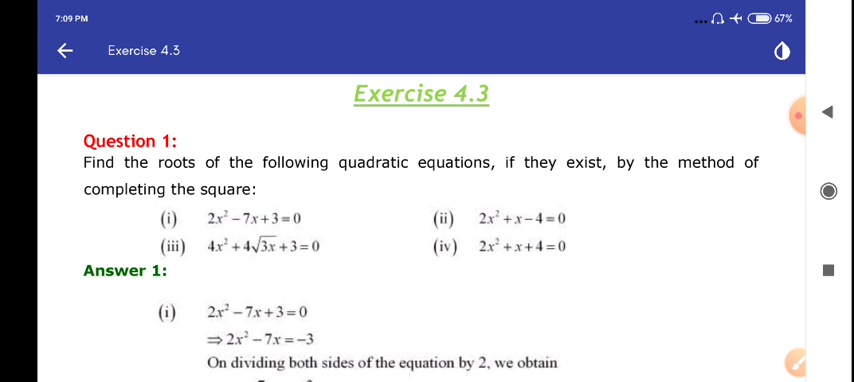 7:09 PM
67%
Exercise 4.3
Exercise 4.3
Question 1:
Find the roots of the following quadratic equations, if they exist, by the method of
completing the square:
(i) 2x² – 7x + 3 = 0 (ii) 2x² + x – 4 = 0
(iii) 4x² + 4√3x + 3 = 0 (iv) 2x² + x + 4 = 0
Answer 1:
(i) 2x² – 7x + 3 = 0
⇒ 2x² – 7x = –3
On dividing both sides of the equation by 2, we obtain